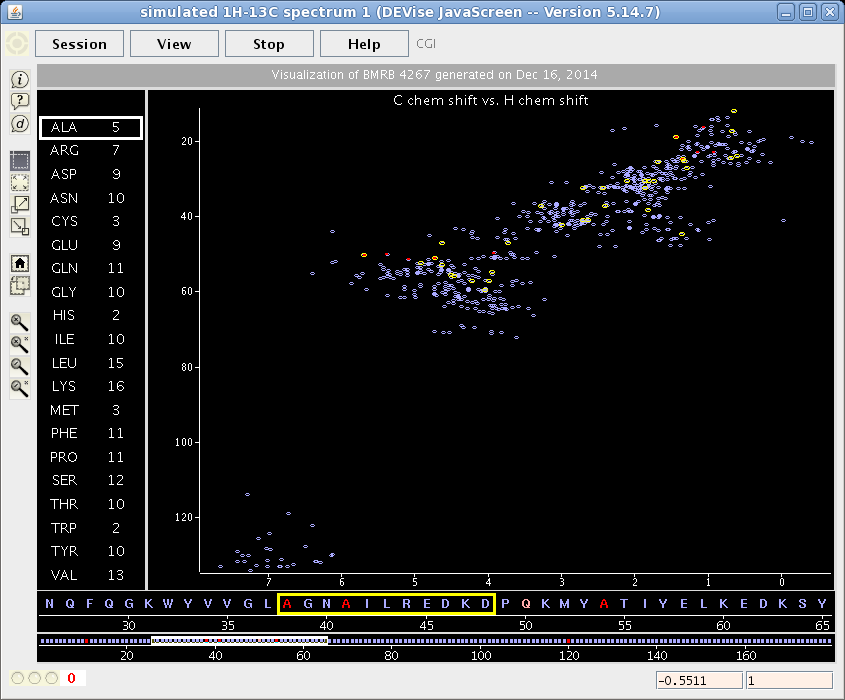 simulated 1H-13C spectrum 1 (DEVise JavaScreen -- Version 5.14.7)
Session View Stop Help CGI
Visualization of BMRB 4267 generated on Dec 16, 2014
C chem shift vs. H chem shift
i
?
d
ALA 5
ARG 7
ASP 9
ASN 10
CYS 3
GLU 9
GLN 11
GLY 10
HIS 2
ILE 10
LEU 15
LYS 16
MET 3
PHE 11
PRO 11
SER 12
THR 10
TRP 2
TYR 10
VAL 13
20
40
60
80
100
120
7 6 5 4 3 2 1 0
N Q F Q G K W Y V V G L A G N A I L R E D K D P Q K M Y A T I Y E L K E D K S Y
30 35 40 45 50 55 60 65
20 40 60 80 100 120 140 160
0
-0.5511 1